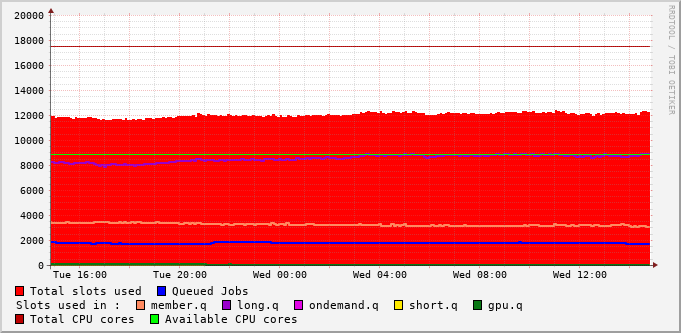 RRDTOOL / TOBI OETIKER
20000
18000
16000
14000
12000
10000
8000
6000
4000
2000
0
Tue 16:00 Tue 20:00 Wed 00:00 Wed 04:00 Wed 08:00 Wed 12:00
Total slots used Queued Jobs
Slots used in : member.q long.q ondemand.q short.q gpu.q
Total CPU cores Available CPU cores